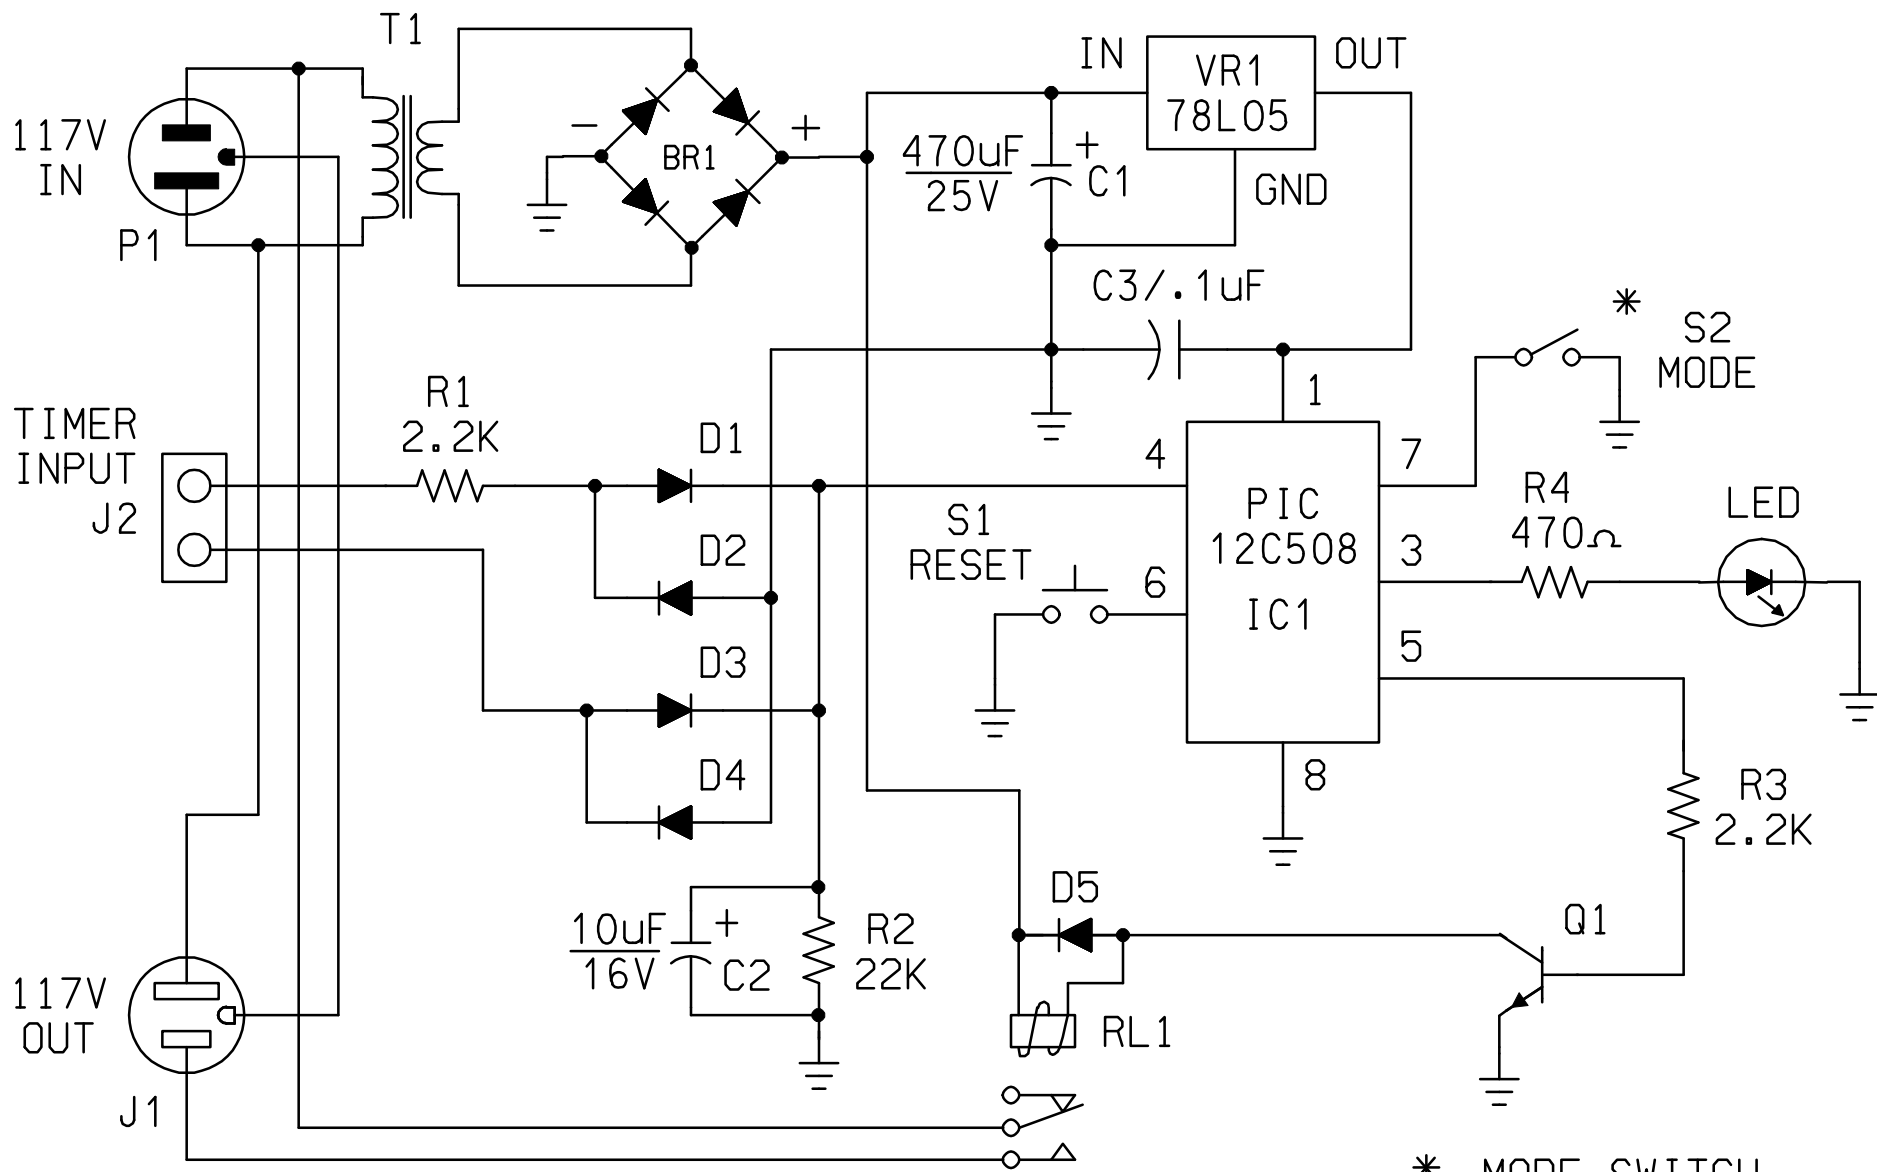 T1
IN
OUT
VR1
78L05
117V
IN
P1
−
+
BR1
470uF
25V
+
C1
GND
C3/.1uF
*
S2
MODE
1
TIMER
INPUT
J2
R1
2.2K
D1
4
7
PIC
12C508
IC1
R4
470Ω
LED
3
S1
RESET
D2
6
5
D3
D4
8
R3
2.2K
D5
Q1
10uF
16V
+
C2
R2
22K
117V
OUT
J1
RL1
* MODE SWITCH